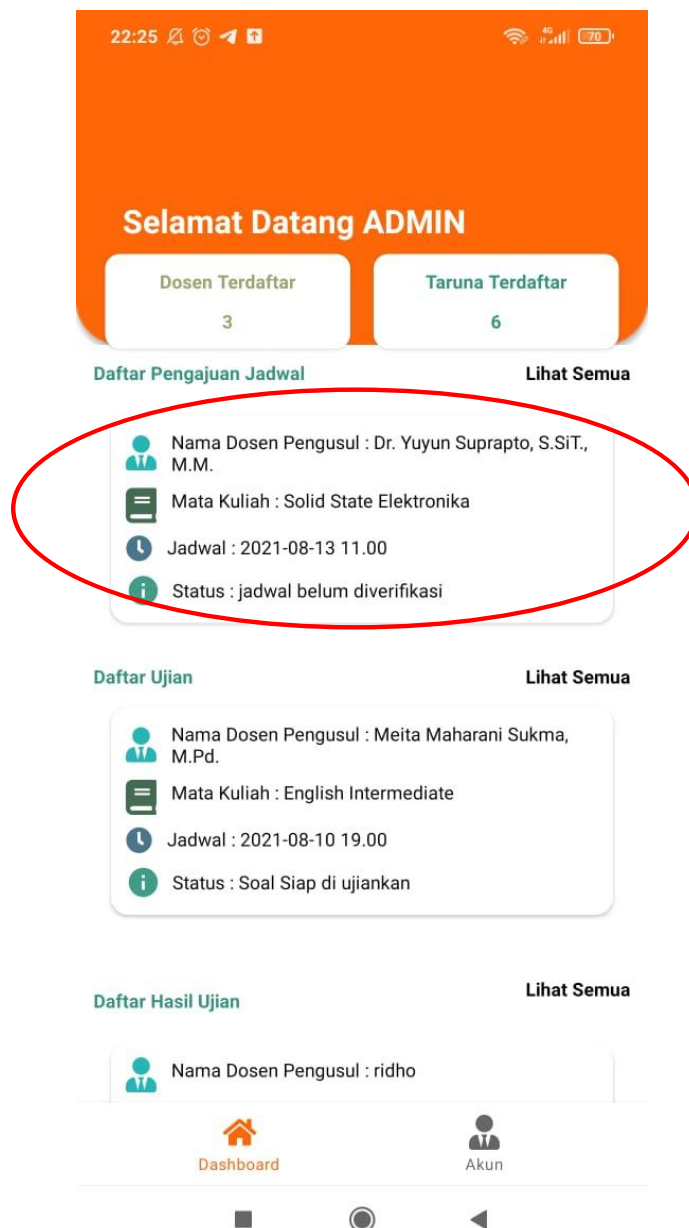 22:25
4G
70
Selamat Datang ADMIN
Dosen Terdaftar
3
Taruna Terdaftar
6
Daftar Pengajuan Jadwal
Lihat Semua
Nama Dosen Pengusul : Dr. Yuyun Suprapto, S.SiT.,
M.M.
Mata Kuliah : Solid State Elektronika
Jadwal : 2021-08-13 11.00
Status : jadwal belum diverifikasi
Daftar Ujian
Lihat Semua
Nama Dosen Pengusul : Meita Maharani Sukma,
M.Pd.
Mata Kuliah : English Intermediate
Jadwal : 2021-08-10 19.00
Status : Soal Siap di ujiankan
Daftar Hasil Ujian
Lihat Semua
Nama Dosen Pengusul : ridho
Dashboard
Akun